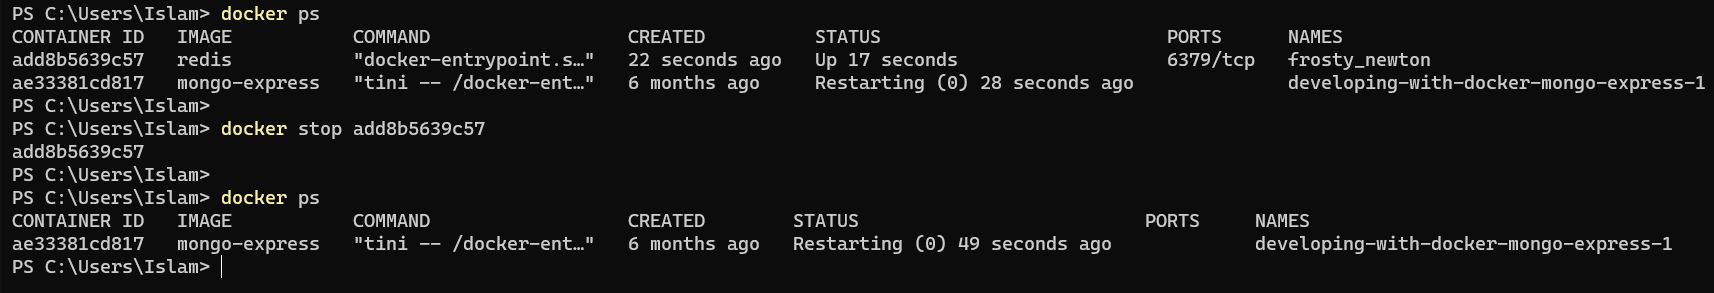 PS C:\Users\Islam> docker ps
CONTAINER ID   IMAGE           COMMAND                  CREATED          STATUS                          PORTS      NAMES
add8b5639c57   redis           "docker-entrypoint.s…"   22 seconds ago   Up 17 seconds                   6379/tcp   frosty_newton
ae33381cd817   mongo-express   "tini -- /docker-ent…"   6 months ago     Restarting (0) 28 seconds ago              developing-with-docker-mongo-express-1
PS C:\Users\Islam>
PS C:\Users\Islam> docker stop add8b5639c57
add8b5639c57
PS C:\Users\Islam>
PS C:\Users\Islam> docker ps
CONTAINER ID   IMAGE           COMMAND                  CREATED        STATUS                          PORTS     NAMES
ae33381cd817   mongo-express   "tini -- /docker-ent…"   6 months ago   Restarting (0) 49 seconds ago             developing-with-docker-mongo-express-1
PS C:\Users\Islam>